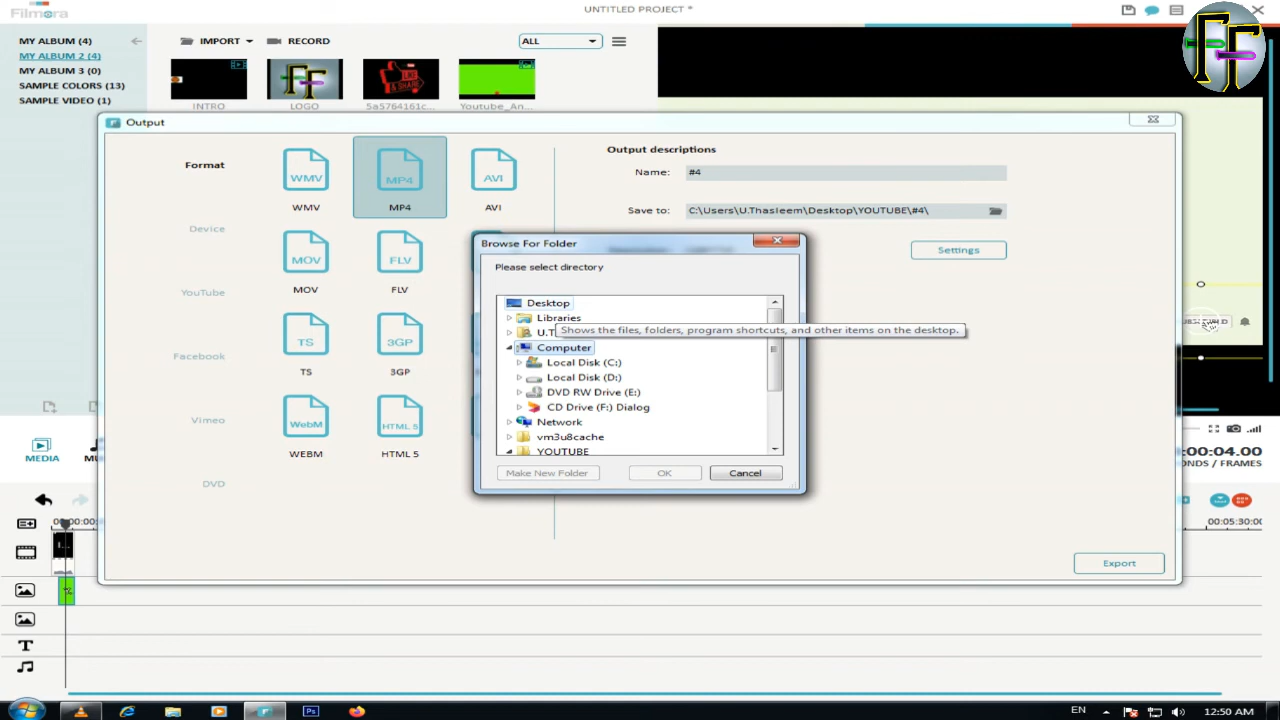 Filmora
UNTITLED PROJECT *
MY ALBUM (4)
MY ALBUM 2 (4)
MY ALBUM 3 (0)
SAMPLE COLORS (13)
SAMPLE VIDEO (1)
IMPORT
RECORD
ALL
INTRO
LOGO
5a5764161c...
Youtube_An...
Output
Format
Device
YouTube
Facebook
Vimeo
DVD
WMV
WMV
MP4
MP4
AVI
AVI
MOV
MOV
FLV
FLV
TS
TS
3GP
3GP
WebM
WEBM
HTML 5
HTML 5
Output descriptions
Name:
#4
Save to:
C:\Users\U.Thasleem\Desktop\YOUTUBE\#4\
Settings
Export
Browse For Folder
Please select directory
Desktop
Libraries
U.T
Shows the files, folders, program shortcuts, and other items on the desktop.
Computer
Local Disk (C:)
Local Disk (D:)
DVD RW Drive (E:)
CD Drive (F:) Dialog
Network
vm3u8cache
YOUTUBE
Make New Folder
OK
Cancel
MEDIA
MU
:00:04.00
NDS / FRAMES
00:05:30:00
T
Ps
EN
12:50 AM